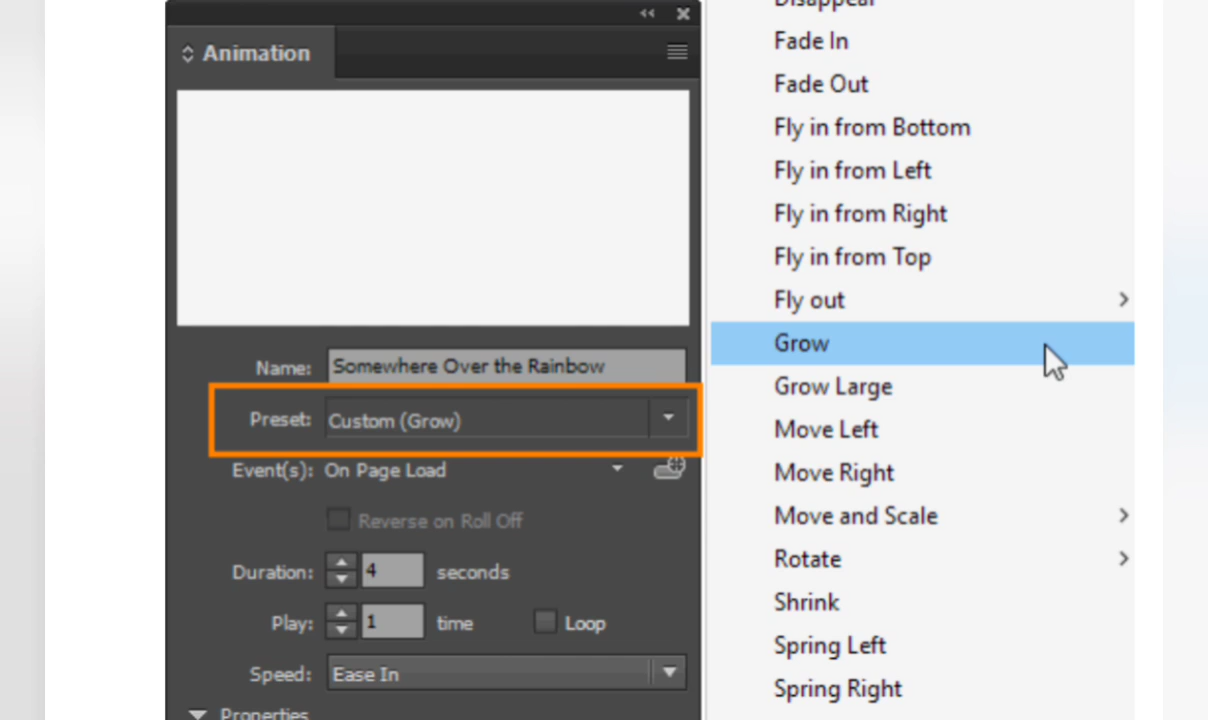 Animation
Name: Somewhere Over the Rainbow
Preset: Custom (Grow)
Event(s): On Page Load
Reverse on Roll Off
Duration: 4 seconds
Play: 1 time Loop
Speed: Ease In
Properties
Disappear
Fade In
Fade Out
Fly in from Bottom
Fly in from Left
Fly in from Right
Fly in from Top
Fly out
Grow
Grow Large
Move Left
Move Right
Move and Scale
Rotate
Shrink
Spring Left
Spring Right